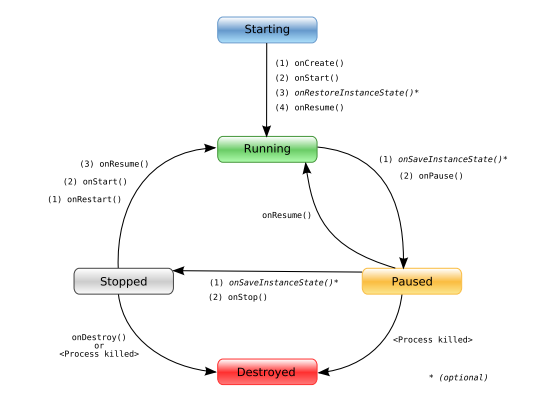 Starting
(1) onCreate()
(2) onStart()
(3) onRestoreInstanceState()*
(4) onResume()
Running
(3) onResume()
(2) onStart()
(1) onRestart()
(1) onSaveInstanceState()*
(2) onPause()
onResume()
Stopped
(1) onSaveInstanceState()*
(2) onStop()
Paused
onDestroy()
or
<Process killed>
<Process killed>
Destroyed
* (optional)